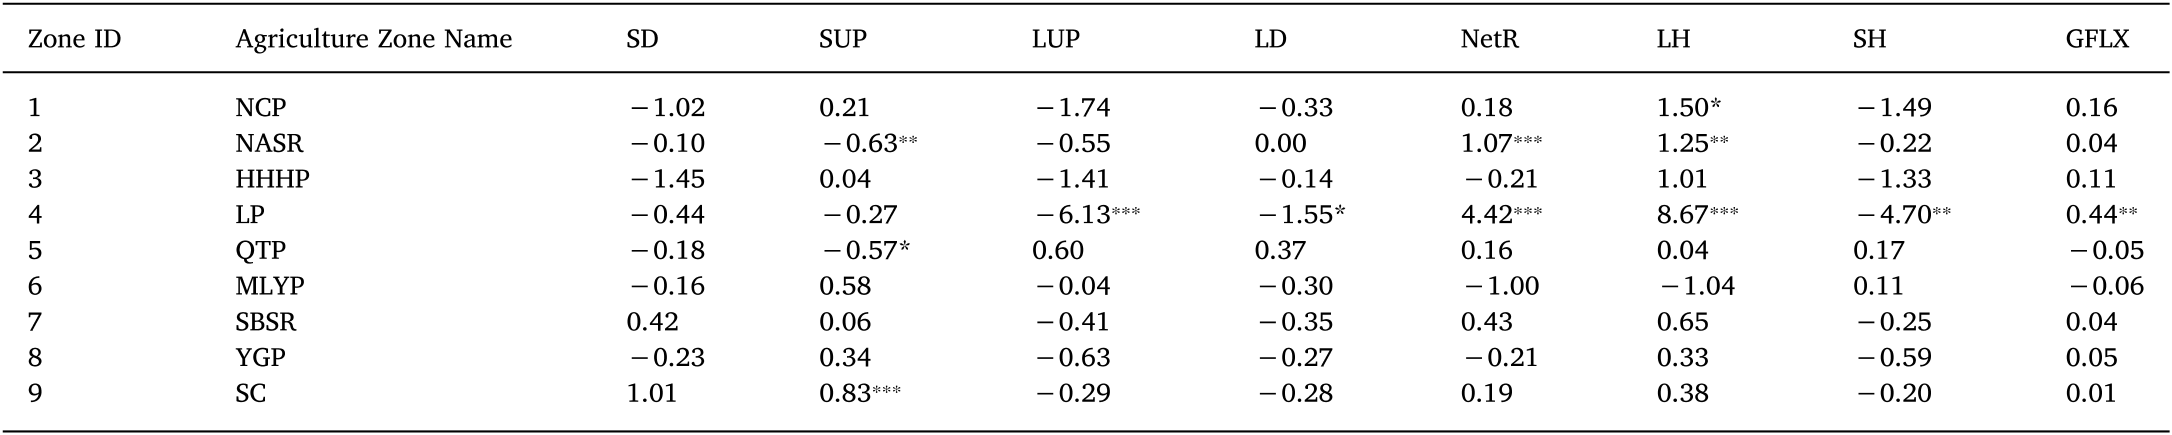 Zone ID Agriculture Zone Name SD SUP LUP LD NetR LH SH GFLX
1 NCP −1.02 0.21 −1.74 −0.33 0.18 1.50* −1.49 0.16
2 NASR −0.10 −0.63** −0.55 0.00 1.07*** 1.25** −0.22 0.04
3 HHHP −1.45 0.04 −1.41 −0.14 −0.21 1.01 −1.33 0.11
4 LP −0.44 −0.27 −6.13*** −1.55* 4.42*** 8.67*** −4.70** 0.44**
5 QTP −0.18 −0.57* 0.60 0.37 0.16 0.04 0.17 −0.05
6 MLYP −0.16 0.58 −0.04 −0.30 −1.00 −1.04 0.11 −0.06
7 SBSR 0.42 0.06 −0.41 −0.35 0.43 0.65 −0.25 0.04
8 YGP −0.23 0.34 −0.63 −0.27 −0.21 0.33 −0.59 0.05
9 SC 1.01 0.83*** −0.29 −0.28 0.19 0.38 −0.20 0.01